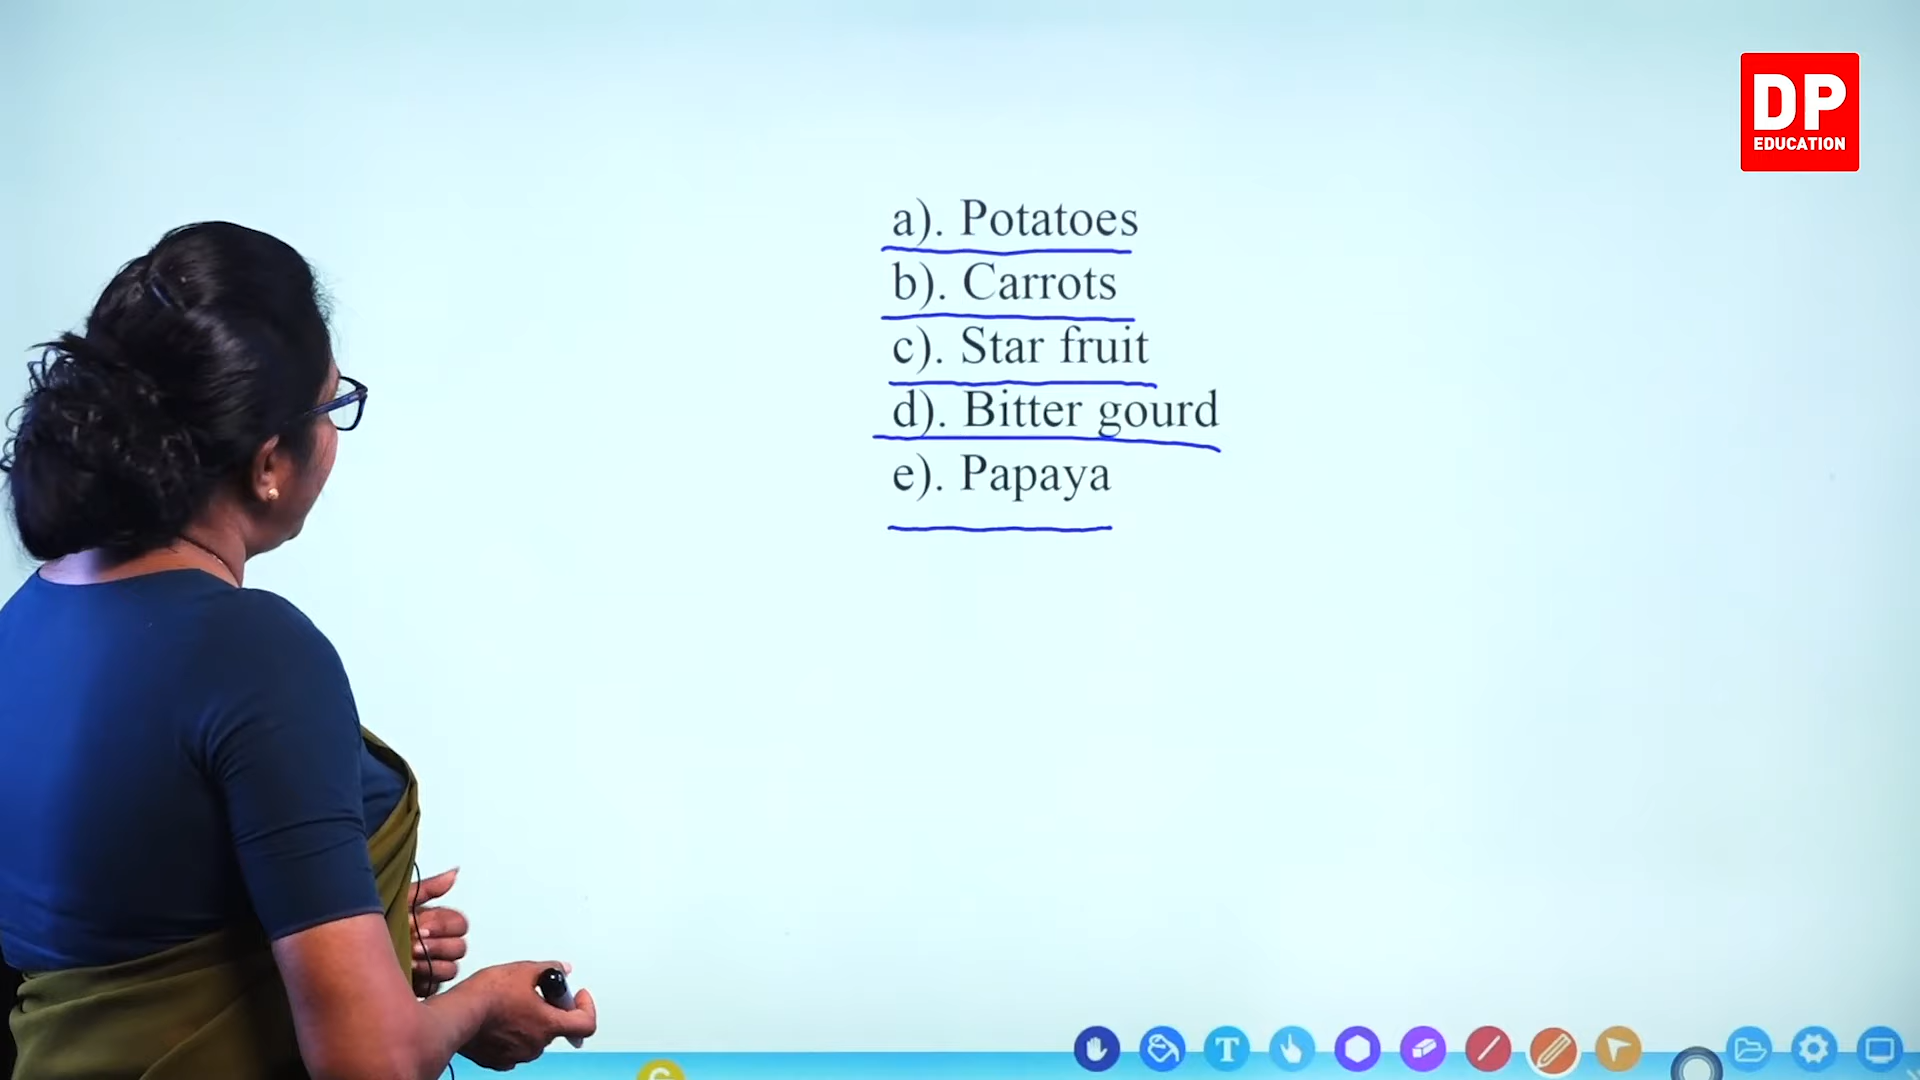 DP
EDUCATION
a). Potatoes
b). Carrots
c). Star fruit
d). Bitter gourd
e). Papaya
T